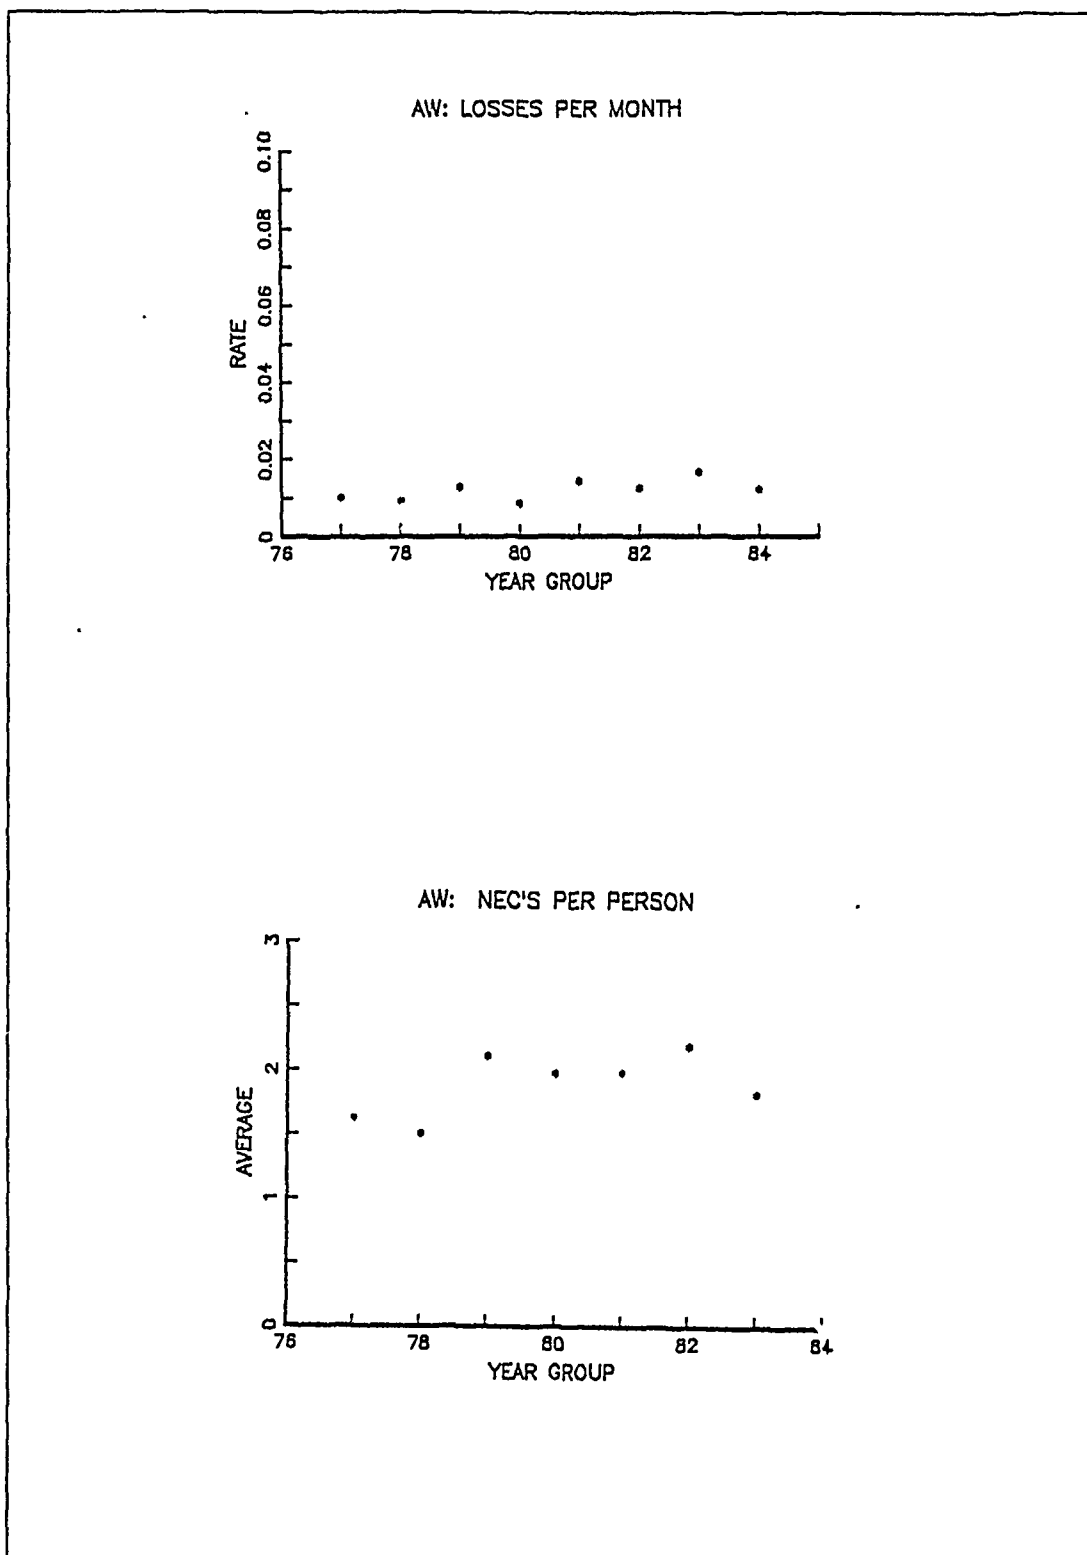 AW: LOSSES PER MONTH
0.10
0.08
0.06
0.04
0.02
0
RATE
76 78 80 82 84
YEAR GROUP
AW: NEC'S PER PERSON
3
2
1
0
AVERAGE
76 78 80 82 84
YEAR GROUP